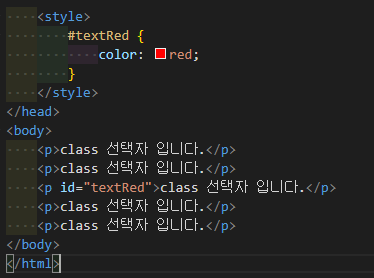 <style>
#textRed {
color: red;
}
</style>
</head>
<body>
<p>class 선택자 입니다.</p>
<p>class 선택자 입니다.</p>
<p id="textRed">class 선택자 입니다.</p>
<p>class 선택자 입니다.</p>
<p>class 선택자 입니다.</p>
</body>
</html>